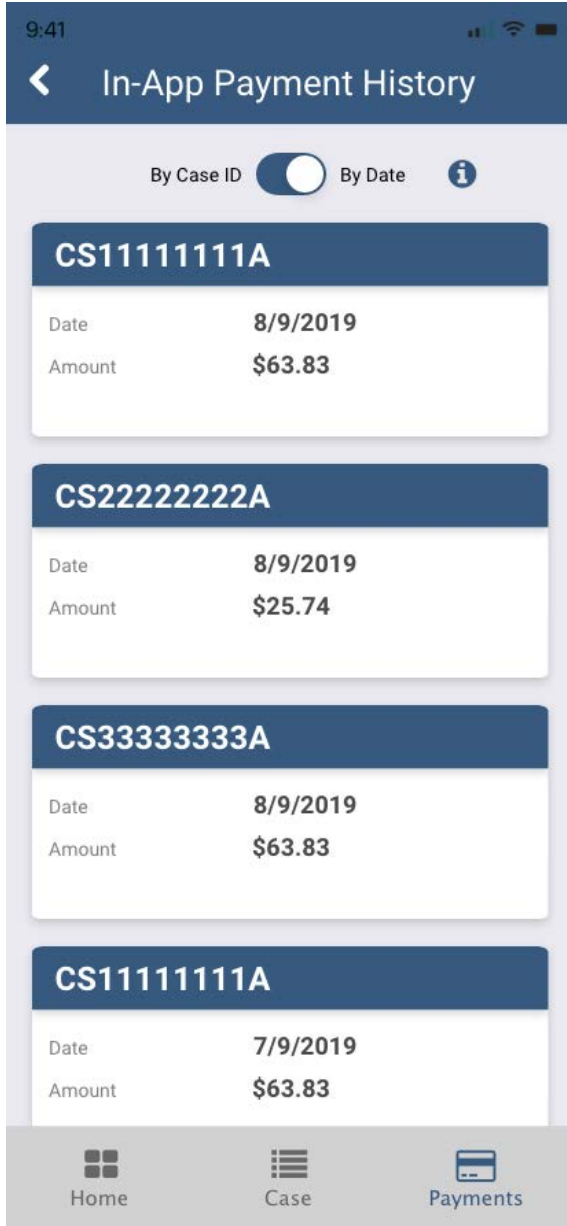 9:41
In-App Payment History
By Case ID By Date
CS11111111A
Date 8/9/2019
Amount $63.83
CS22222222A
Date 8/9/2019
Amount $25.74
CS33333333A
Date 8/9/2019
Amount $63.83
CS11111111A
Date 7/9/2019
Amount $63.83
Home Case Payments